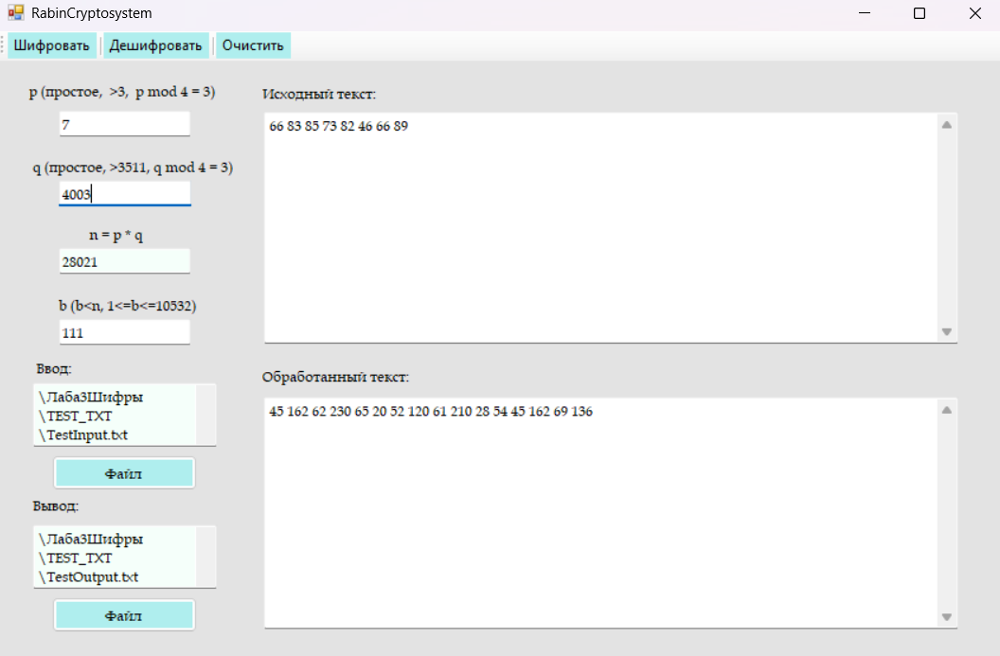 RabinCryptosystem
Шифровать Дешифровать Очистить
p (простое, >3, p mod 4 = 3)
7
q (простое, >3511, q mod 4 = 3)
4003
n = p * q
28021
b (b<n, 1<=b<=10532)
111
Ввод:
\Лаба3Шифры
\TEST_TXT
\TestInput.txt
Файл
Вывод:
\Лаба3Шифры
\TEST_TXT
\TestOutput.txt
Файл
Исходный текст:
66 83 85 73 82 46 66 89
Обработанный текст:
45 162 62 230 65 20 52 120 61 210 28 54 45 162 69 136